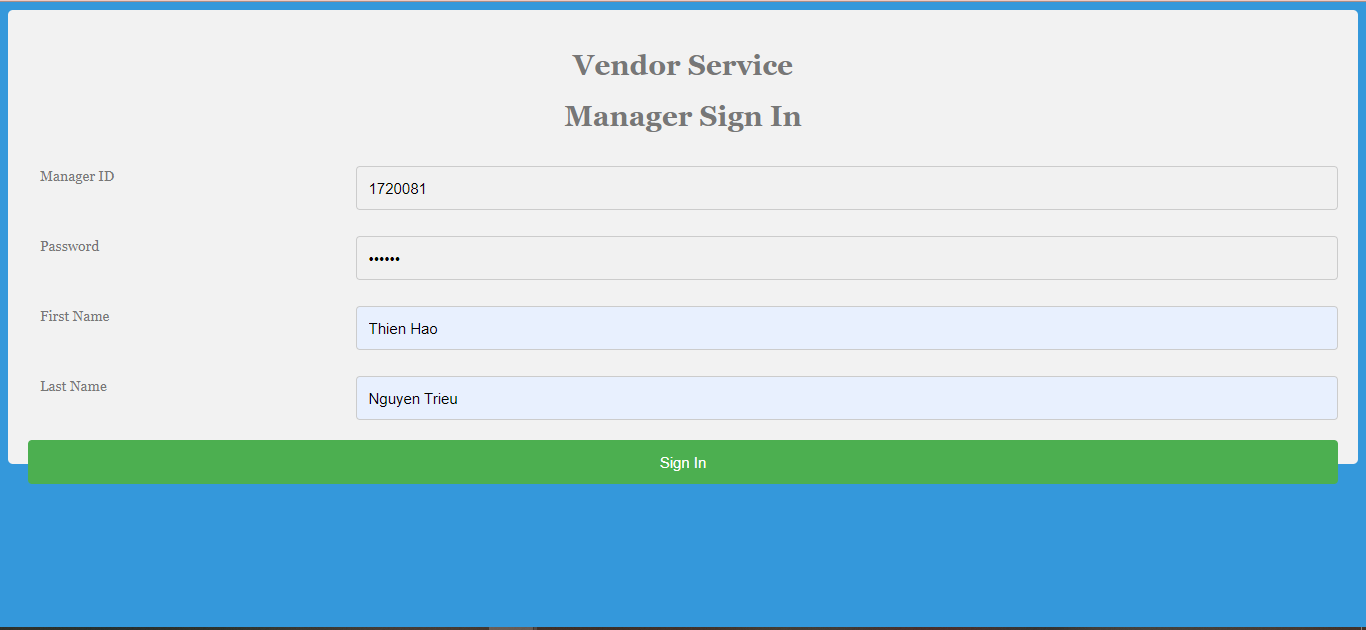 Vendor Service
Manager Sign In
Manager ID
1720081
Password
••••••
First Name
Thien Hao
Last Name
Nguyen Trieu
Sign In